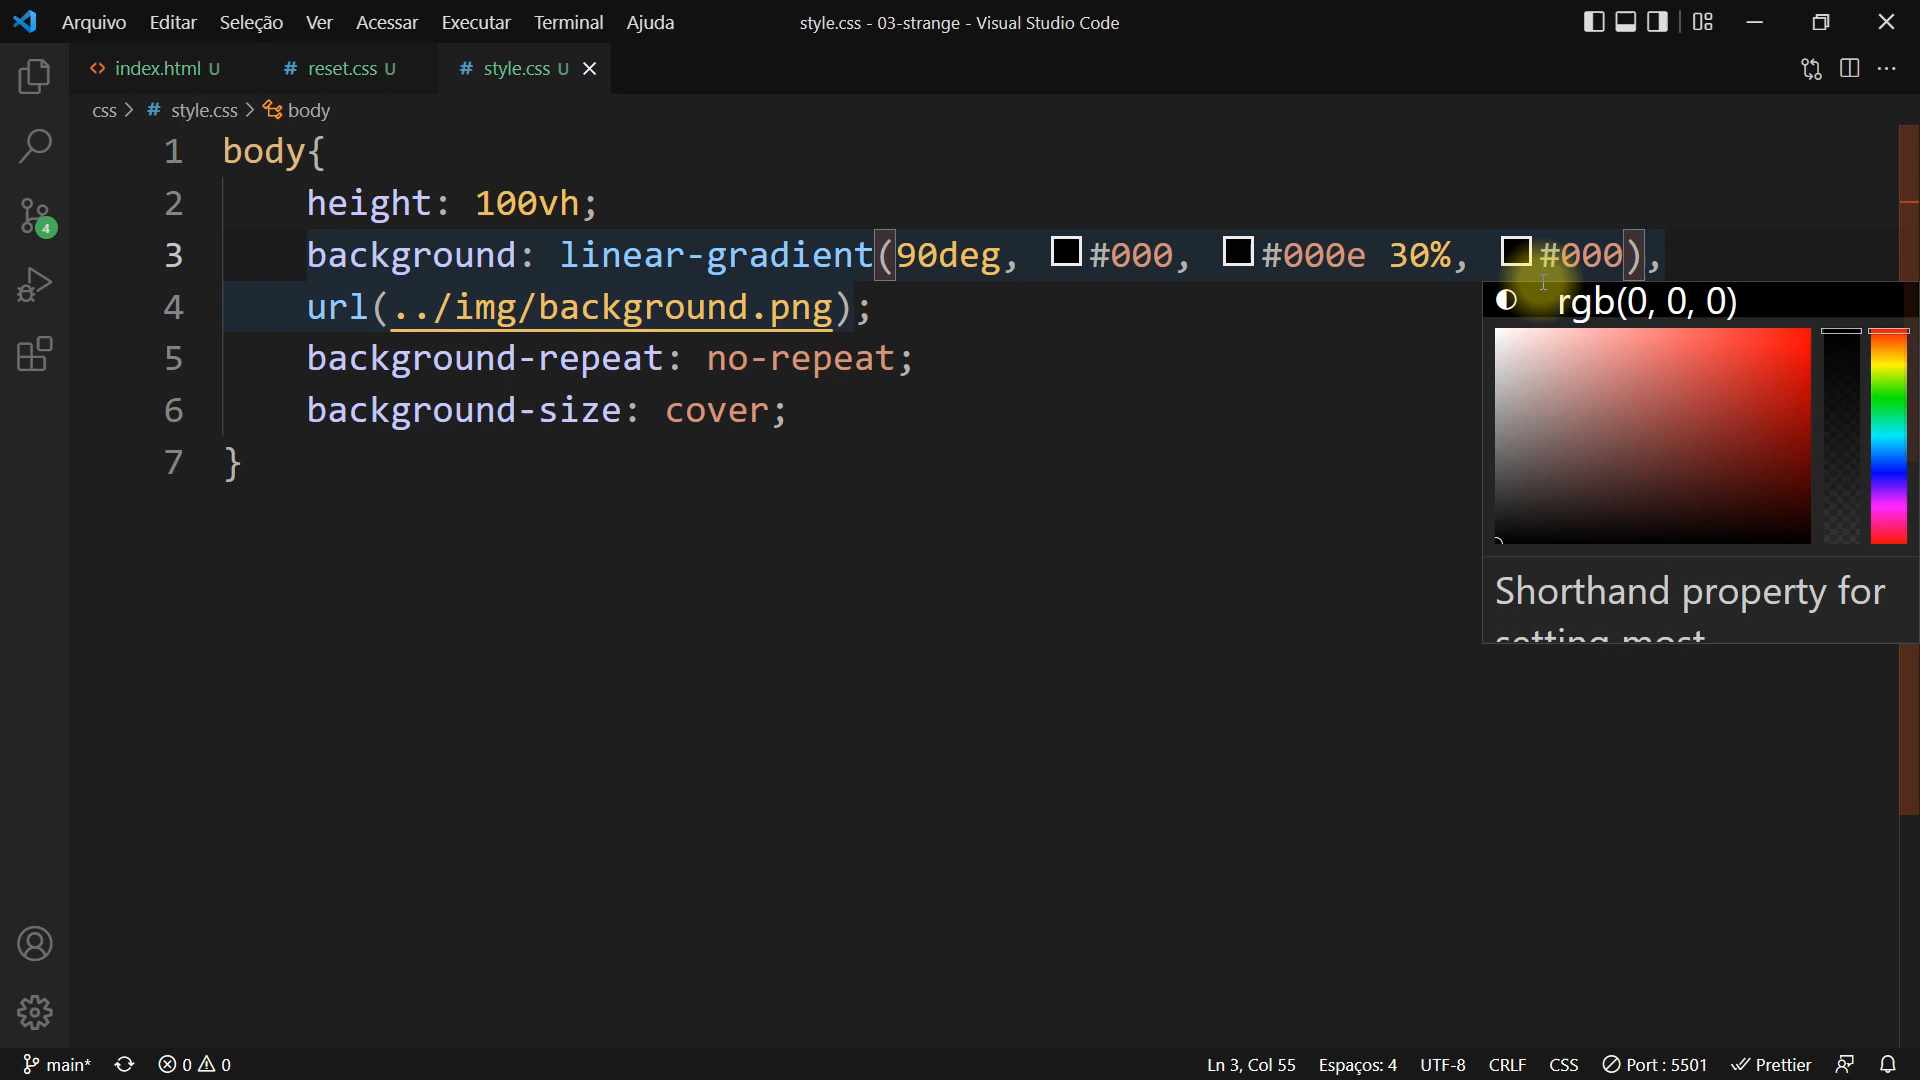 Arquivo Editar Seleção Ver Acessar Executar Terminal Ajuda style.css - 03-strange - Visual Studio Code
<> index.html U # reset.css U # style.css U
css > # style.css > body
1 body{
2 height: 100vh;
3 background: linear-gradient(90deg, #000, #000e 30%, #000),
4 url(../img/background.png);
5 background-repeat: no-repeat;
6 background-size: cover;
7 }
4
rgb(0, 0, 0)
Shorthand property for
setting most
main* 0 0 Ln 3, Col 55 Espaços: 4 UTF-8 CRLF CSS Port : 5501 Prettier